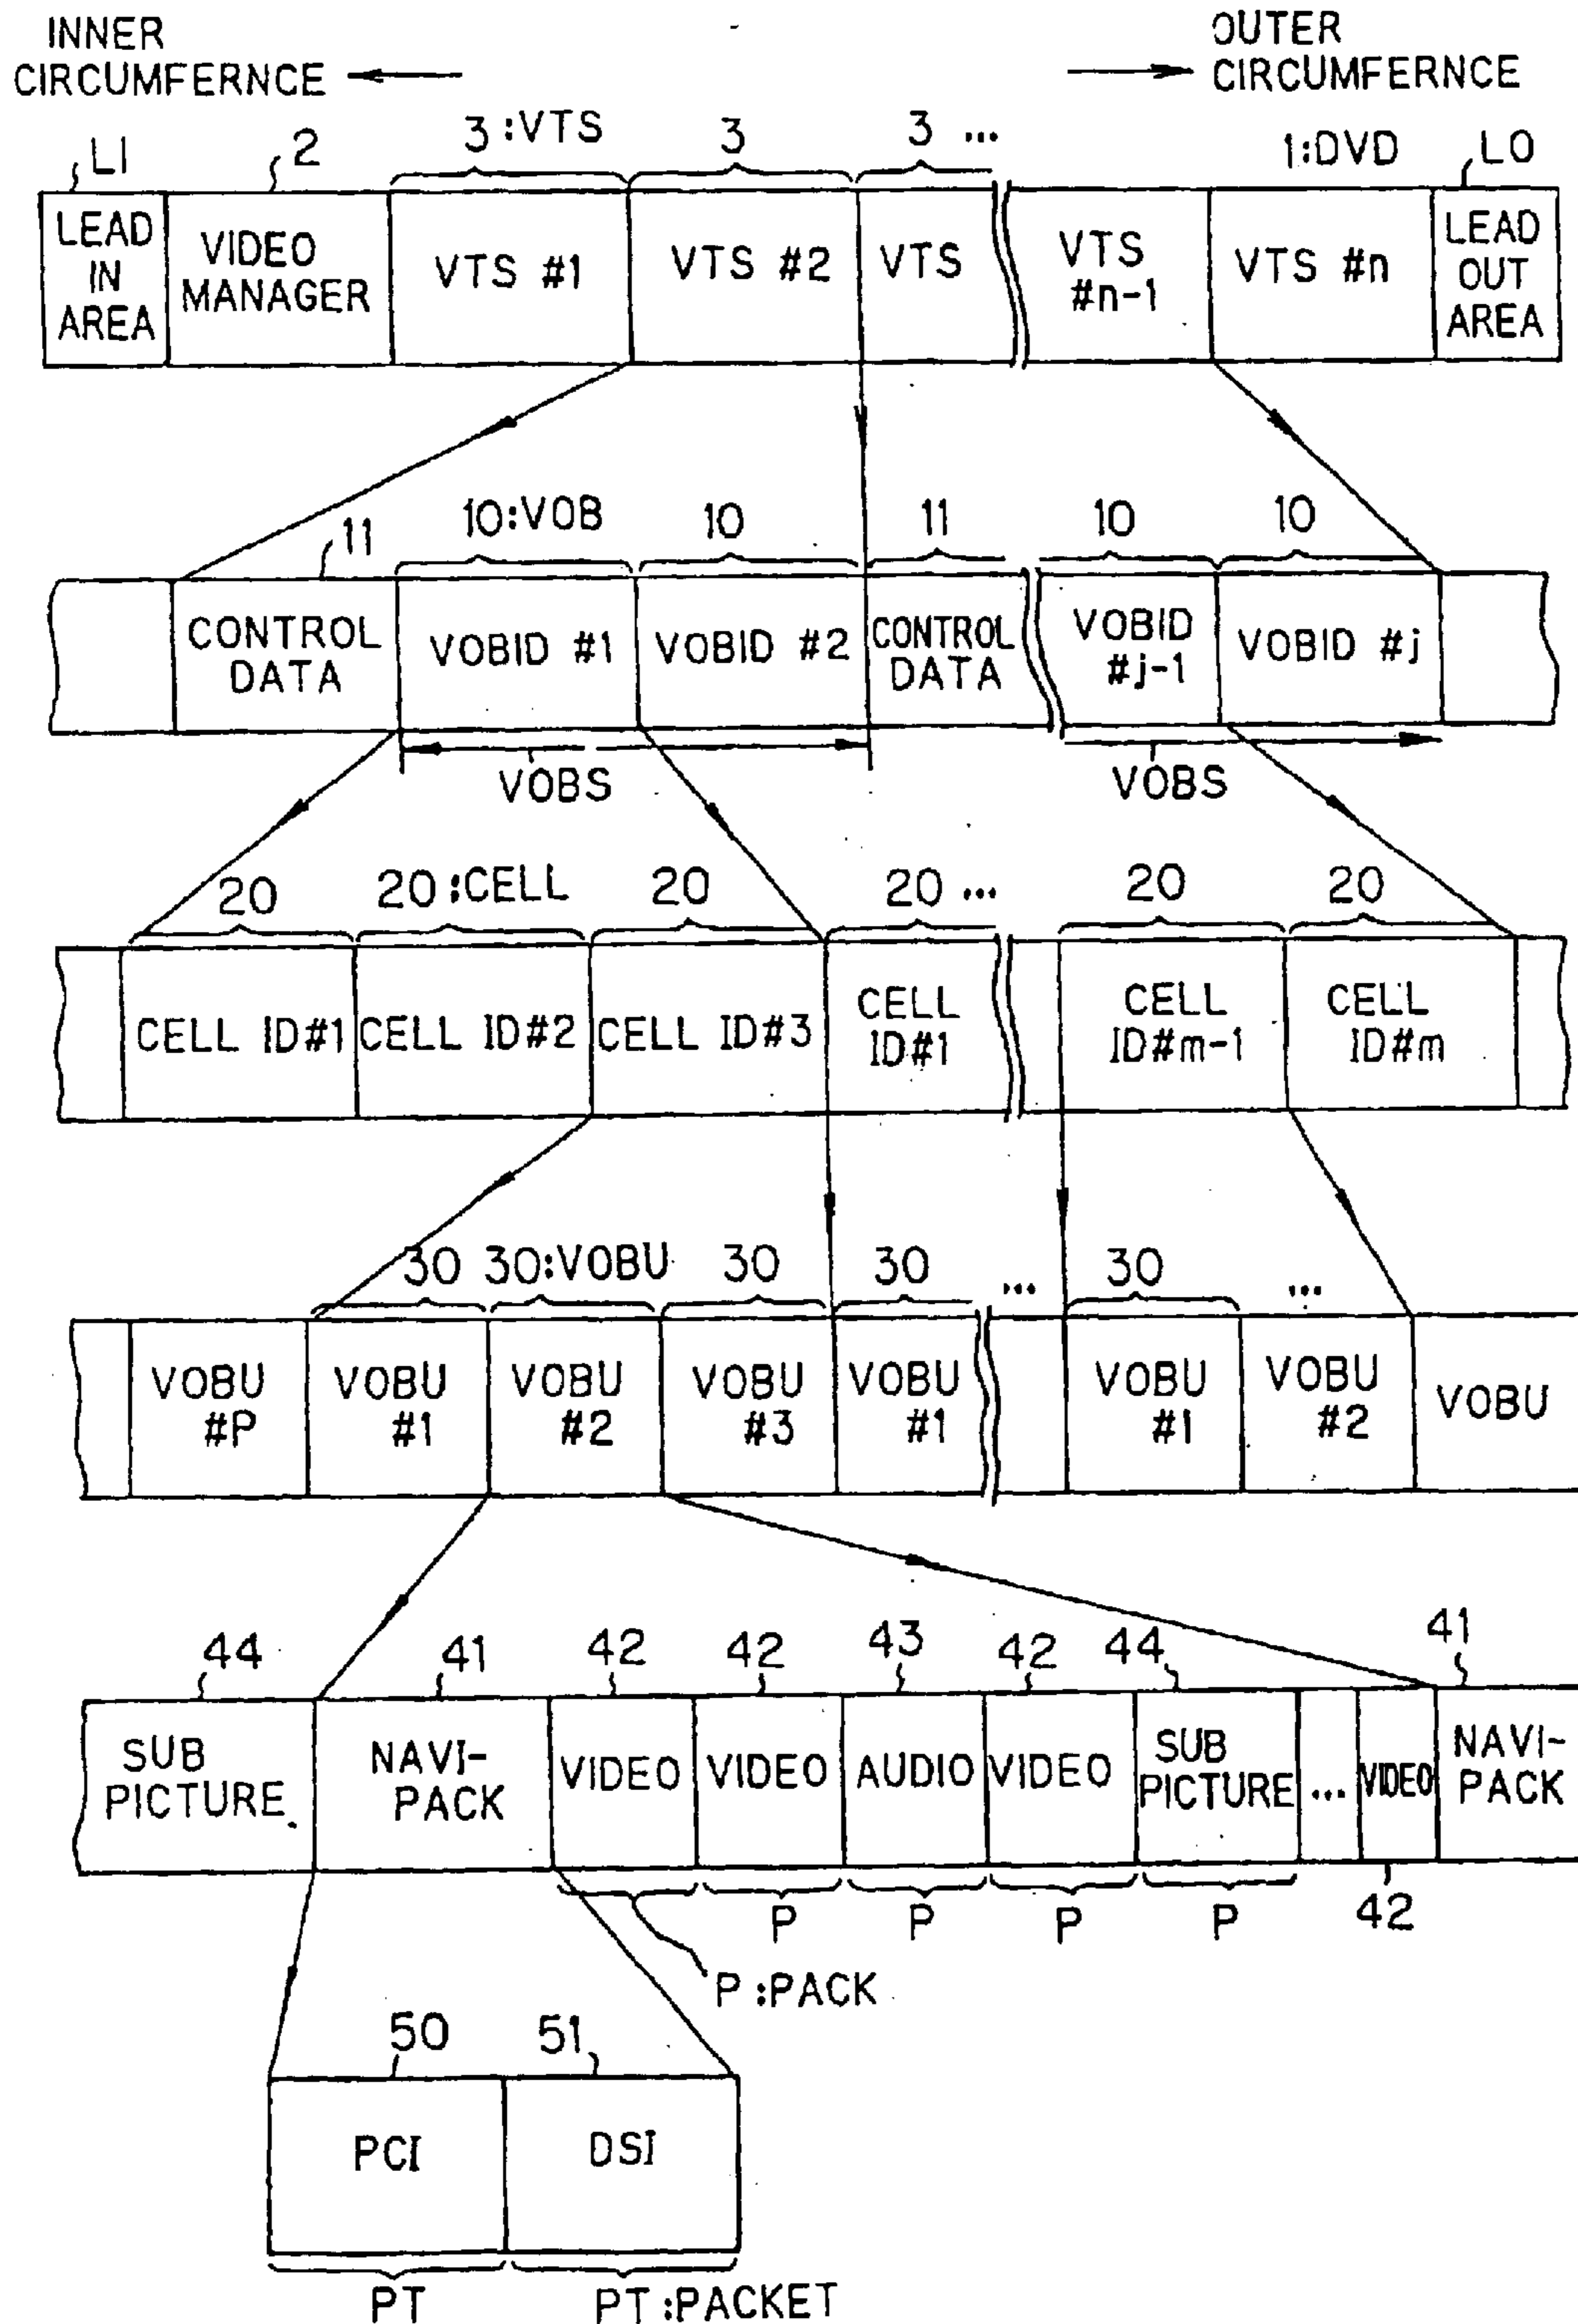 INNER
CIRCUMFERNCE
OUTER
CIRCUMFERNCE
LI
2
3 :VTS
3
3 ...
1:DVD
LO
LEAD
IN
AREA
VIDEO
MANAGER
VTS #1
VTS #2
VTS
VTS
#n-1
VTS #n
LEAD
OUT
AREA
11
10:VOB
10
11
10
10
CONTROL
DATA
VOBID #1
VOBID #2
CONTROL
DATA
VOBID
#j-1
VOBID #j
VOBS
VOBS
20
20 :CELL
20
20 ...
20
20
CELL ID#1
CELL ID#2
CELL ID#3
CELL
ID#1
CELL
ID#m-1
CELL
ID#m
30
30:VOBU
30
30
...
30
...
VOBU
#P
VOBU
#1
VOBU
#2
VOBU
#3
VOBU
#1
VOBU
#1
VOBU
#2
VOBU
44
41
42
42
43
42
44
41
SUB
PICTURE
NAVI-
PACK
VIDEO
VIDEO
AUDIO
VIDEO
SUB
PICTURE
...
VIDEO
NAVI-
PACK
P
P
P
P
42
P :PACK
50
51
PCI
DSI
PT
PT :PACKET